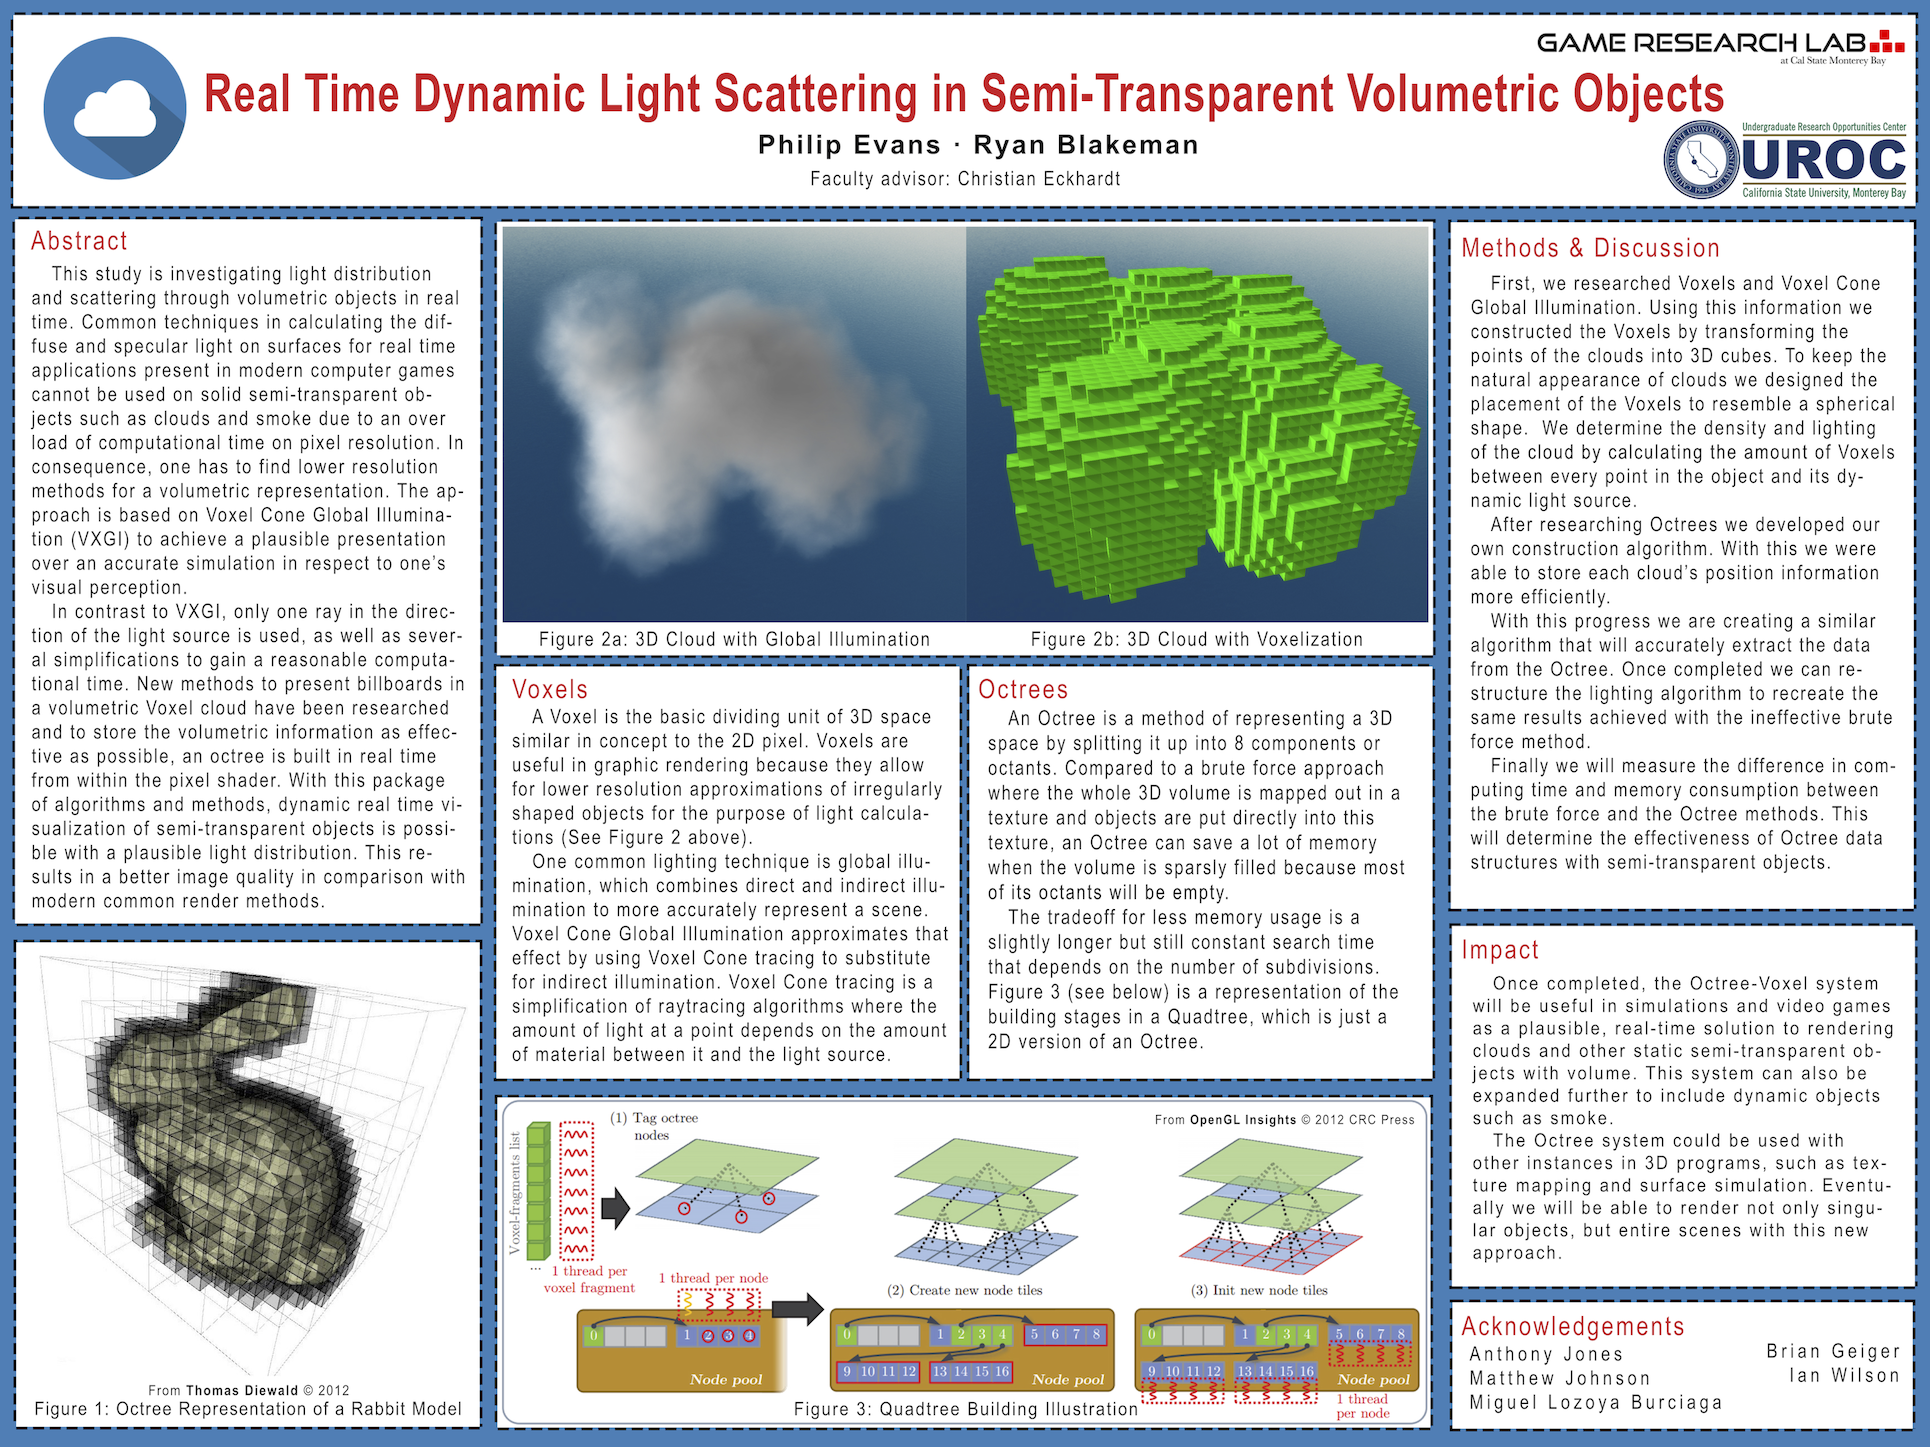 GAME RESEARCH LAB
at Cal State Monterey Bay
Real Time Dynamic Light Scattering in Semi-Transparent Volumetric Objects
Philip Evans · Ryan Blakeman
Faculty advisor: Christian Eckhardt
Undergraduate Research Opportunities Center
UROC
California State University, Monterey Bay
Abstract
This study is investigating light distribution
and scattering through volumetric objects in real
time. Common techniques in calculating the dif-
fuse and specular light on surfaces for real time
applications present in modern computer games
cannot be used on solid semi-transparent ob-
jects such as clouds and smoke due to an over
load of computational time on pixel resolution. In
consequence, one has to find lower resolution
methods for a volumetric representation. The ap-
proach is based on Voxel Cone Global Illumina-
tion (VXGI) to achieve a plausible presentation
over an accurate simulation in respect to one's
visual perception.
In contrast to VXGI, only one ray in the direc-
tion of the light source is used, as well as sever-
al simplifications to gain a reasonable computa-
tional time. New methods to present billboards in
a volumetric Voxel cloud have been researched
and to store the volumetric information as effec-
tive as possible, an octree is built in real time
from within the pixel shader. With this package
of algorithms and methods, dynamic real time vi-
sualization of semi-transparent objects is possi-
ble with a plausible light distribution. This re-
sults in a better image quality in comparison with
modern common render methods.
From Thomas Diewald © 2012
Figure 1: Octree Representation of a Rabbit Model
Figure 2a: 3D Cloud with Global Illumination
Figure 2b: 3D Cloud with Voxelization
Voxels
A Voxel is the basic dividing unit of 3D space
similar in concept to the 2D pixel. Voxels are
useful in graphic rendering because they allow
for lower resolution approximations of irregularly
shaped objects for the purpose of light calcula-
tions (See Figure 2 above).
One common lighting technique is global illu-
mination, which combines direct and indirect illu-
mination to more accurately represent a scene.
Voxel Cone Global Illumination approximates that
effect by using Voxel Cone tracing to substitute
for indirect illumination. Voxel Cone tracing is a
simplification of raytracing algorithms where the
amount of light at a point depends on the amount
of material between it and the light source.
Octrees
An Octree is a method of representing a 3D
space by splitting it up into 8 components or
octants. Compared to a brute force approach
where the whole 3D volume is mapped out in a
texture and objects are put directly into this
texture, an Octree can save a lot of memory
when the volume is sparsly filled because most
of its octants will be empty.
The tradeoff for less memory usage is a
slightly longer but still constant search time
that depends on the number of subdivisions.
Figure 3 (see below) is a representation of the
building stages in a Quadtree, which is just a
2D version of an Octree.
From OpenGL Insights © 2012 CRC Press
Voxel-fragments list
...
(1) Tag octree
nodes
1 thread per
voxel fragment
1 thread per node
0 1 2 3 4
Node pool
(2) Create new node tiles
0 1 2 3 4 5 6 7 8
9 10 11 12 13 14 15 16
Node pool
(3) Init new node tiles
0 1 2 3 4 5 6 7 8
9 10 11 12 13 14 15 16
Node pool
1 thread
per node
Figure 3: Quadtree Building Illustration
Methods & Discussion
First, we researched Voxels and Voxel Cone
Global Illumination. Using this information we
constructed the Voxels by transforming the
points of the clouds into 3D cubes. To keep the
natural appearance of clouds we designed the
placement of the Voxels to resemble a spherical
shape. We determine the density and lighting
of the cloud by calculating the amount of Voxels
between every point in the object and its dy-
namic light source.
After researching Octrees we developed our
own construction algorithm. With this we were
able to store each cloud's position information
more efficiently.
With this progress we are creating a similar
algorithm that will accurately extract the data
from the Octree. Once completed we can re-
structure the lighting algorithm to recreate the
same results achieved with the ineffective brute
force method.
Finally we will measure the difference in com-
puting time and memory consumption between
the brute force and the Octree methods. This
will determine the effectiveness of Octree data
structures with semi-transparent objects.
Impact
Once completed, the Octree-Voxel system
will be useful in simulations and video games
as a plausible, real-time solution to rendering
clouds and other static semi-transparent ob-
jects with volume. This system can also be
expanded further to include dynamic objects
such as smoke.
The Octree system could be used with
other instances in 3D programs, such as tex-
ture mapping and surface simulation. Eventu-
ally we will be able to render not only singu-
lar objects, but entire scenes with this new
approach.
Acknowledgements
Anthony Jones
Matthew Johnson
Miguel Lozoya Burciaga
Brian Geiger
Ian Wilson